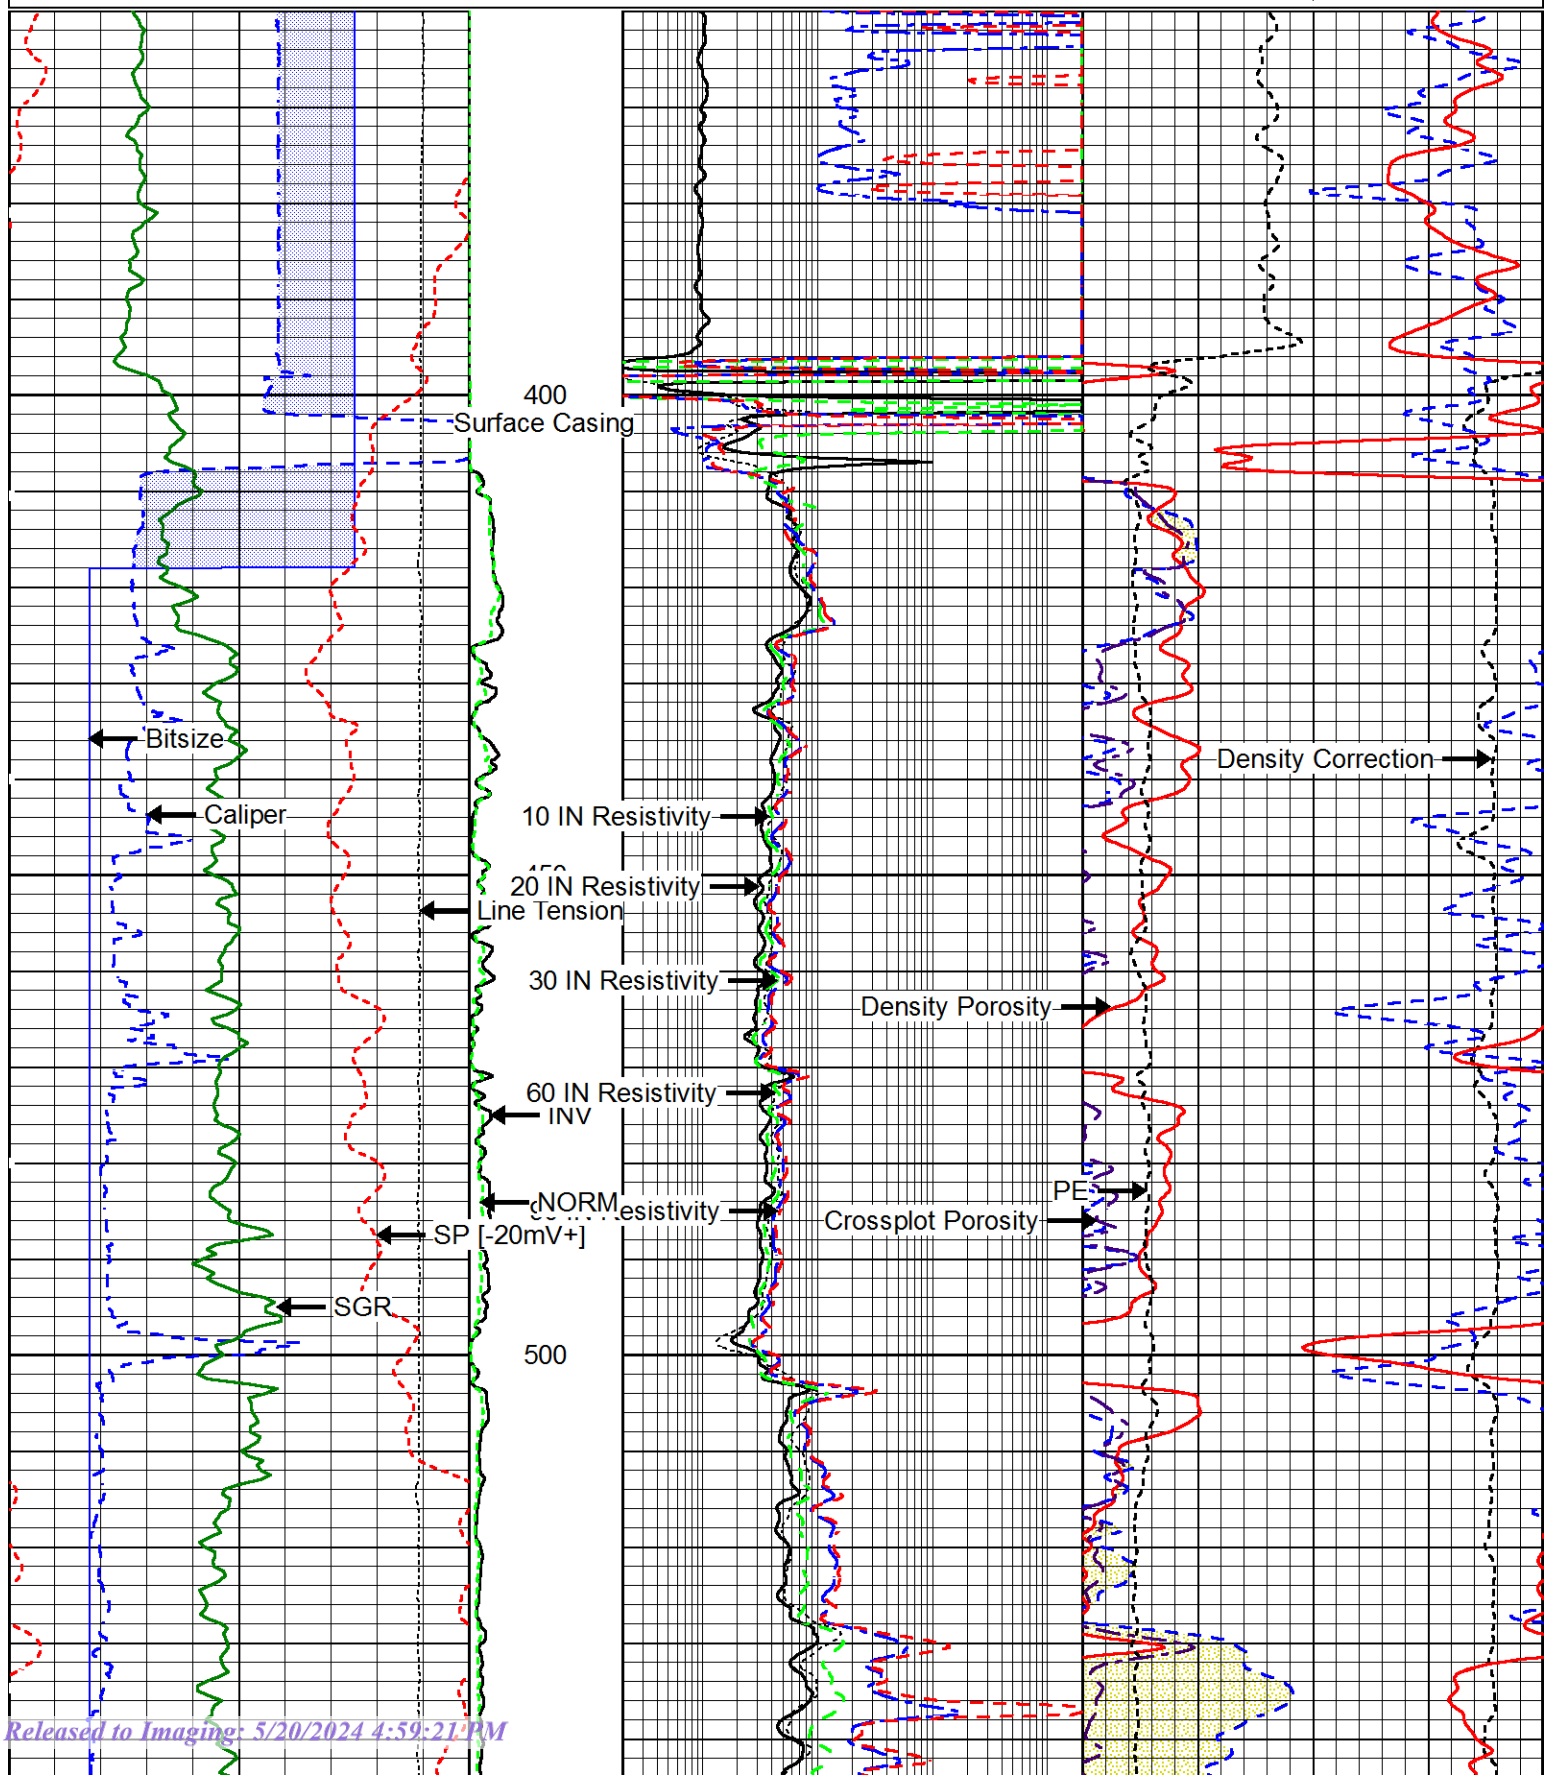 400
Surface Casing
Bitsize
Density Correction
Caliper
10 IN Resistivity
450
20 IN Resistivity
Line Tension
30 IN Resistivity
Density Porosity
60 IN Resistivity
INV
PE
NORM
Resistivity
Crossplot Porosity
SP [-20mV+]
SGR
500
Released to Imaging: 5/20/2024 4:59:21 PM